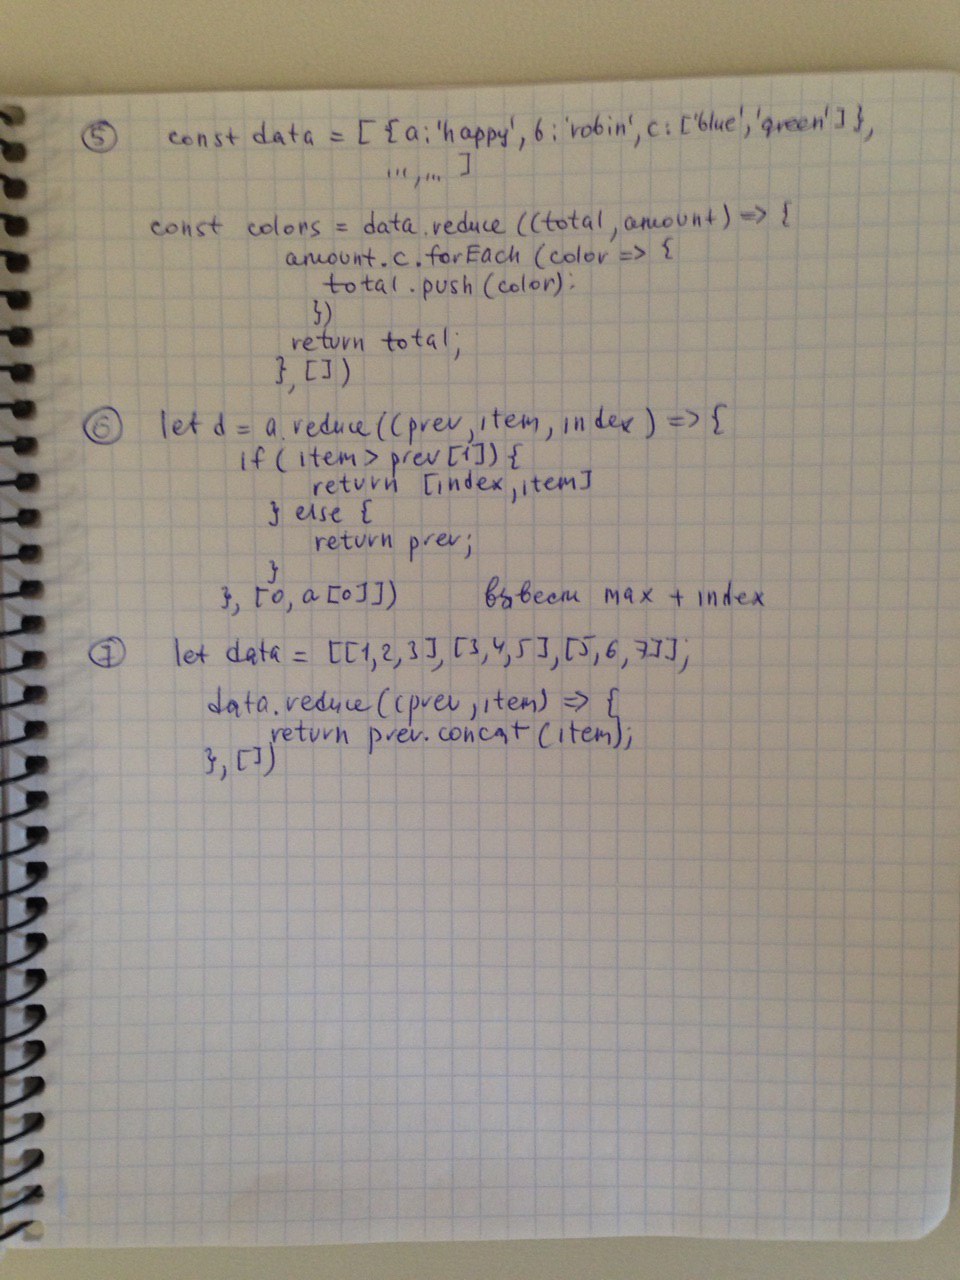 5 const data = [ {a:'happy', b:'robin', c:['blue','green']},
...,... ]
const colors = data.reduce ((total, amount) => {
amount.c.forEach (color => {
total.push(color);
})
return total;
}, [])
6 let d = a.reduce((prev, item, index) => {
if (item > prev[1]) {
return [index, item]
} else {
return prev;
}
}, [0, a[0]]) вывести max + index
7 let data = [[1,2,3],[3,4,5],[5,6,7]];
data.reduce((prev, item) => {
return prev.concat(item);
}, [])